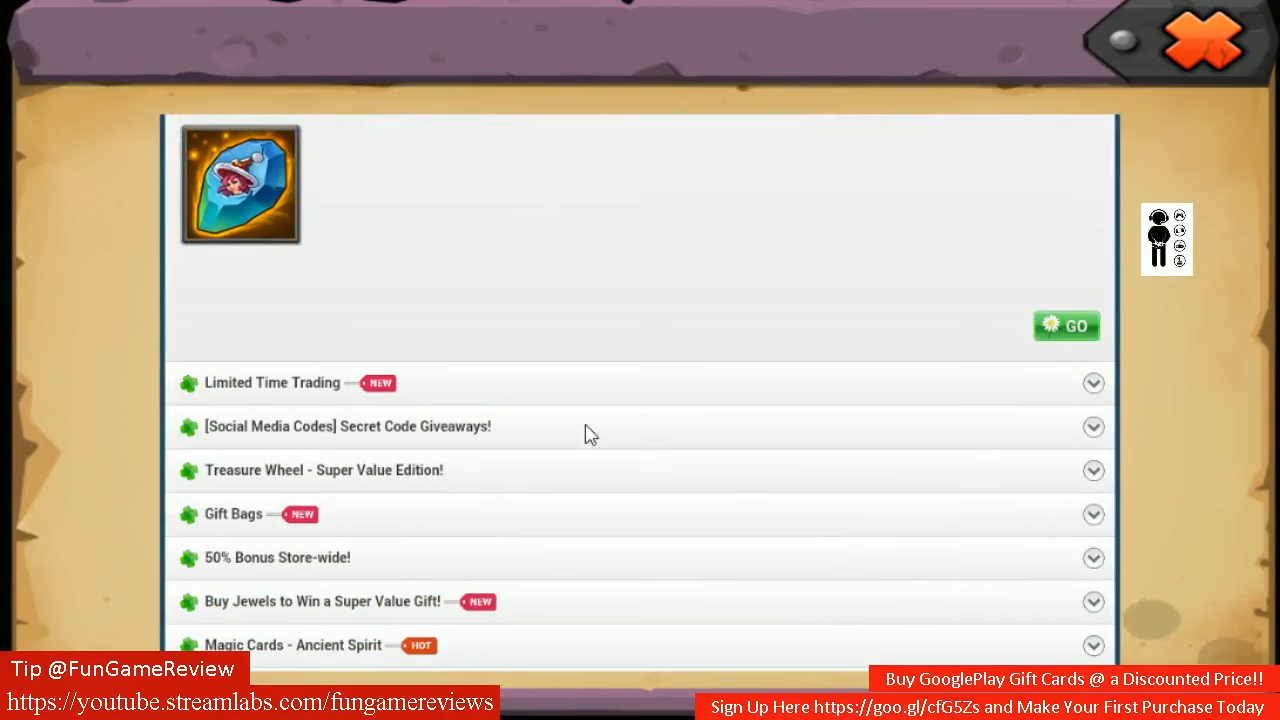 GO
Limited Time Trading NEW
[Social Media Codes] Secret Code Giveaways!
Treasure Wheel - Super Value Edition!
Gift Bags NEW
50% Bonus Store-wide!
Buy Jewels to Win a Super Value Gift! NEW
Magic Cards - Ancient Spirit HOT
Tip @FunGameReview
https://youtube.streamlabs.com/fungamereviews
Buy GooglePlay Gift Cards @ a Discounted Price!!
Sign Up Here https://goo.gl/cfG5Zs and Make Your First Purchase Today